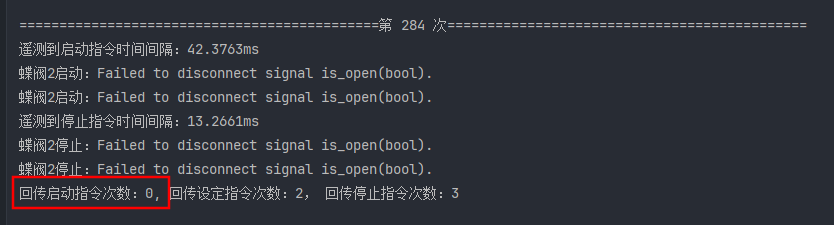 ============================================第 284 次============================================
遥测到启动指令时间间隔：42.3763ms
蝶阀2启动：Failed to disconnect signal is_open(bool).
蝶阀2启动：Failed to disconnect signal is_open(bool).
遥测到停止指令时间间隔：13.2661ms
蝶阀2停止：Failed to disconnect signal is_open(bool).
蝶阀2停止：Failed to disconnect signal is_open(bool).
回传启动指令次数：0, 回传设定指令次数：2， 回传停止指令次数：3